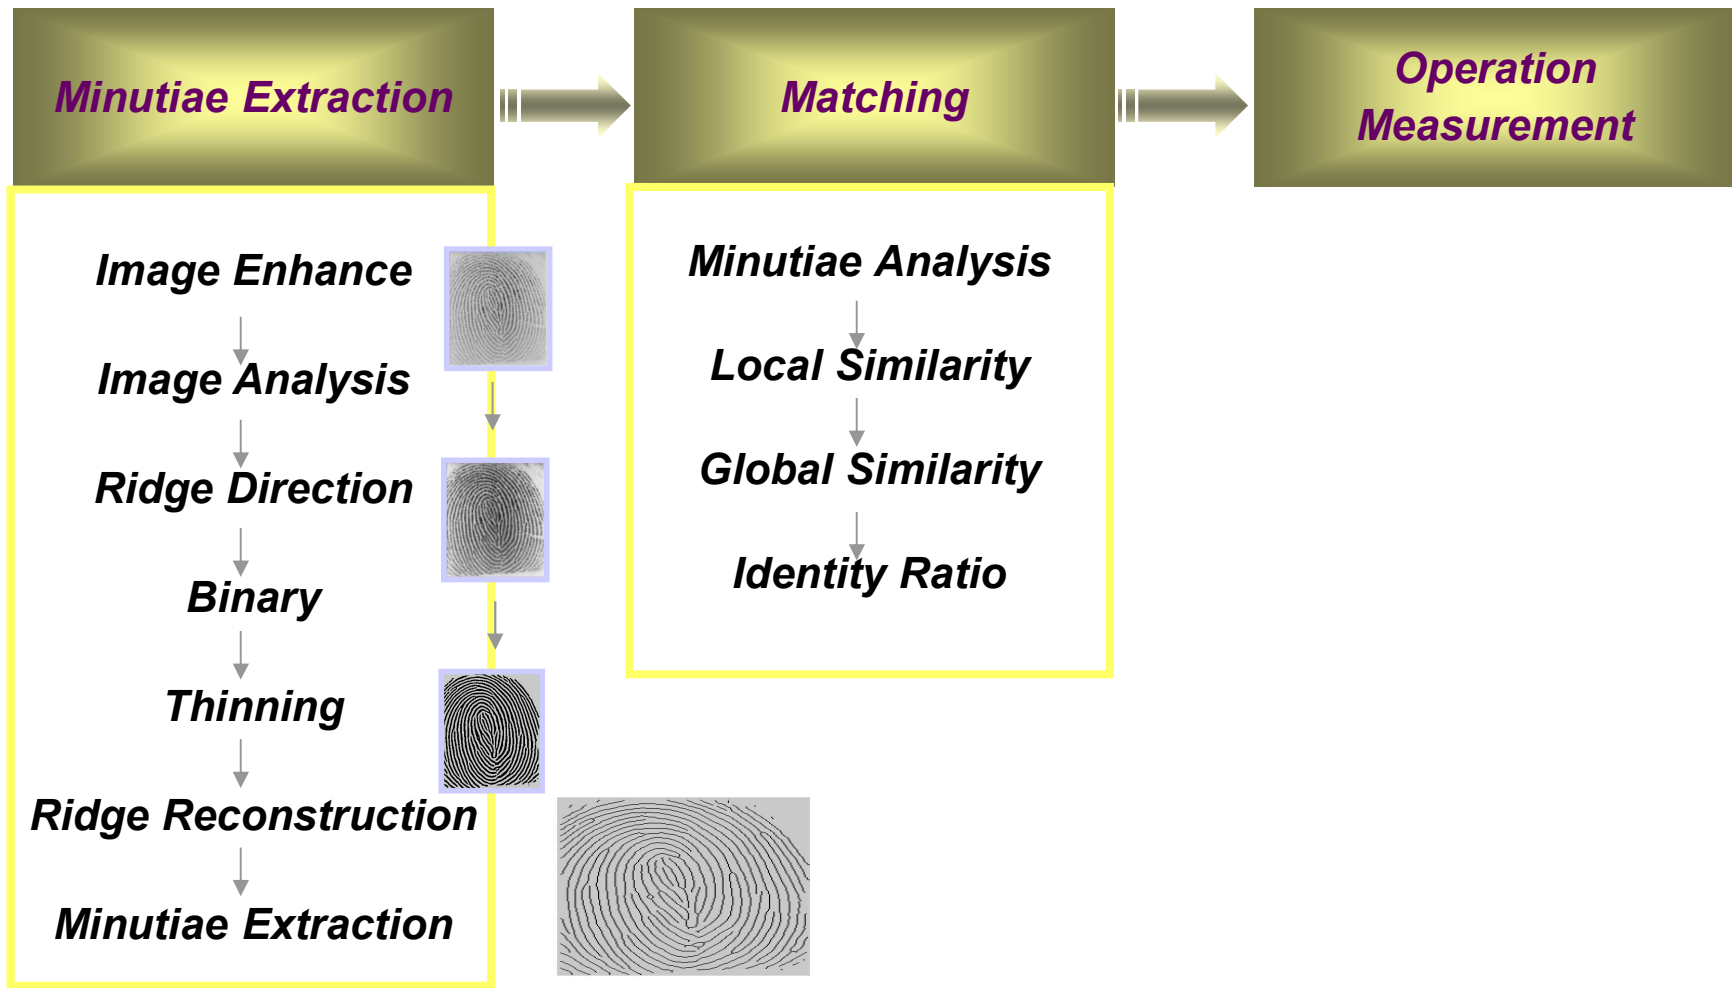 Minutiae Extraction
Matching
Operation
Measurement
Image Enhance
Image Analysis
Ridge Direction
Binary
Thinning
Ridge Reconstruction
Minutiae Extraction
Minutiae Analysis
Local Similarity
Global Similarity
Identity Ratio